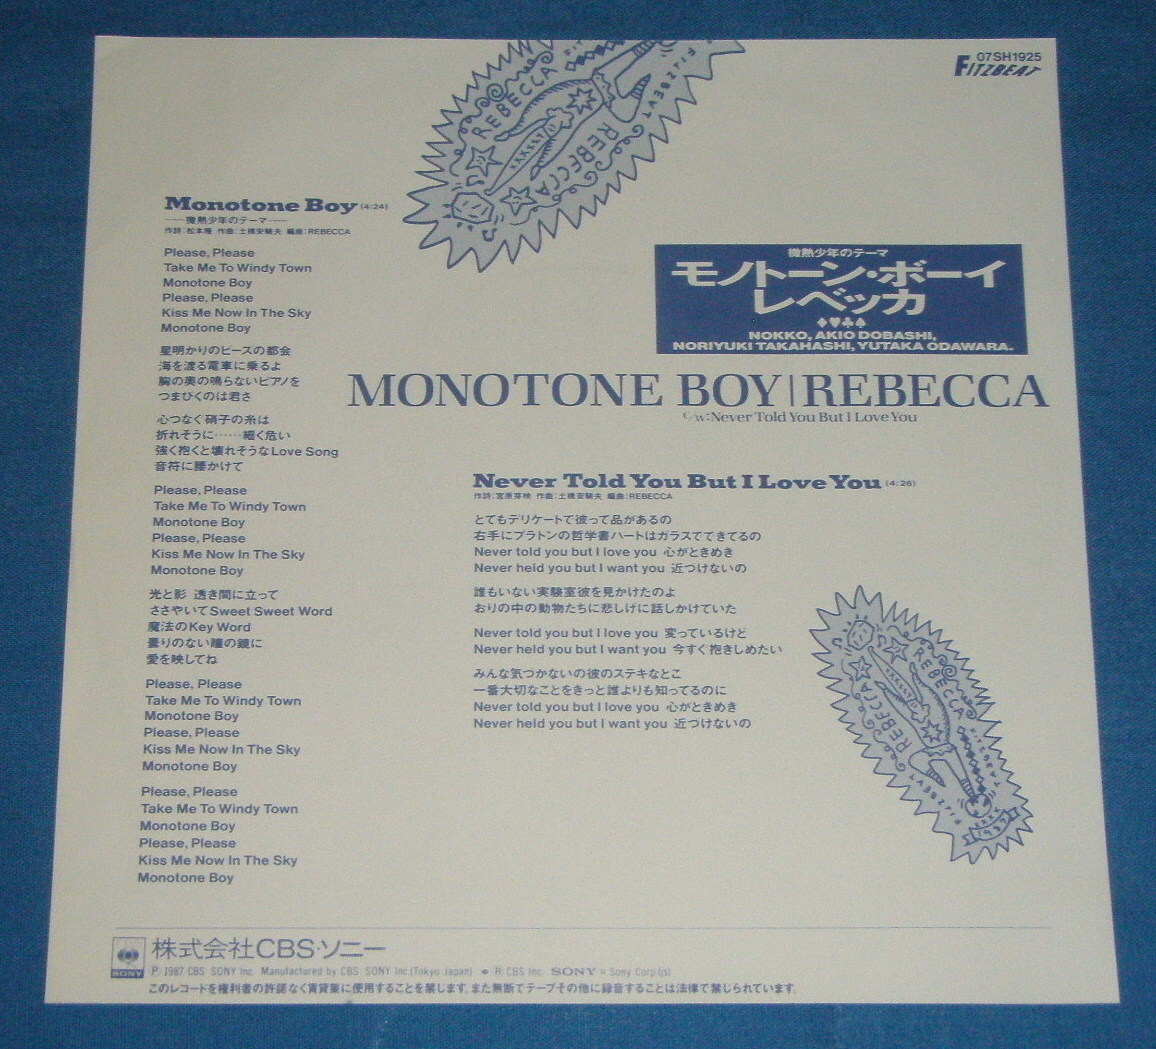 07SH1925
FITZBEAT
REBECCA
REBECCA
FITZBEAT
Monotone Boy (4:24)
——微熱少年のテーマ——
作詩:松本隆 作曲:土橋安騎夫 編曲:REBECCA
Please, Please
Take Me To Windy Town
Monotone Boy
Please, Please
Kiss Me Now In The Sky
Monotone Boy
星明かりのビーズの都会
海を渡る電車に乗るよ
胸の奥の鳴らないピアノを
つまびくのは君さ
心つなぐ硝子の糸は
折れそうに……細く危い
強く抱くと壊れそうなLove Song
音符に腰かけて
Please, Please
Take Me To Windy Town
Monotone Boy
Please, Please
Kiss Me Now In The Sky
Monotone Boy
光と影 透き間に立って
ささやいてSweet Sweet Word
魔法のKey Word
曇りのない瞳の鏡に
愛を映してね
Please, Please
Take Me To Windy Town
Monotone Boy
Please, Please
Kiss Me Now In The Sky
Monotone Boy
Please, Please
Take Me To Windy Town
Monotone Boy
Please, Please
Kiss Me Now In The Sky
Monotone Boy
微熱少年のテーマ
モノトーン・ボーイ
レベッカ
♦♥♣♠
NOKKO, AKIO DOBASHI,
NORIYUKI TAKAHASHI, YUTAKA ODAWARA.
MONOTONE BOY|REBECCA
c/w:Never Told You But I Love You
Never Told You But I Love You (4:26)
作詩:宮原芽映 作曲:土橋安騎夫 編曲:REBECCA
とてもデリケートで彼って品があるの
右手にプラトンの哲学書ハートはガラスでできてるの
Never told you but I love you 心がときめき
Never held you but I want you 近づけないの
誰もいない実験室彼を見かけたのよ
おりの中の動物たちに悲しげに話しかけていた
Never told you but I love you 変っているけど
Never held you but I want you 今すぐ抱きしめたい
みんな気つかないの彼のステキなとこ
一番大切なことをきっと誰よりも知ってるのに
Never told you but I love you 心がときめき
Never held you but I want you 近づけないの
REBECCA
REBECCA
FITZBEAT
FITZBEAT
SONY
株式会社CBS・ソニー
Ⓟ 1987 CBS SONY Inc. Manufactured by CBS SONY Inc.(Tokyo Japan) ● Ⓡ CBS Inc. SONY ® Sony Corp.(js)
このレコードを権利者の許諾なく賃貸業に使用することを禁じます。また無断でテープその他に録音することは法律で禁じられています。